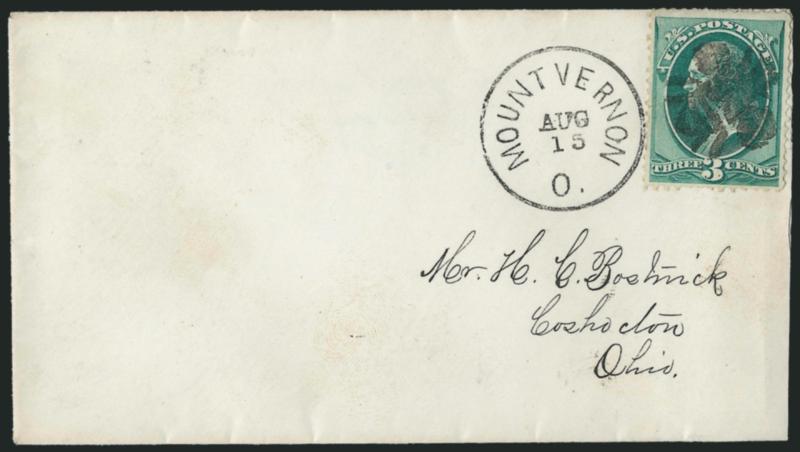 U.S. POSTAGE
THREE 3 CENTS
MOUNT VERNON
AUG
15
O.
Mr. H. C. Bostwick
Coshocton
Ohio.